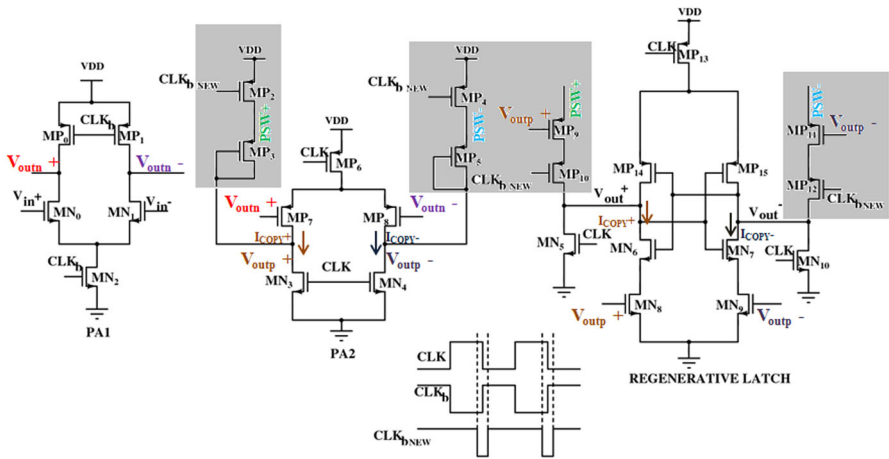 VDD
MP0
CLKb
MP1
Voutn +
Voutn -
Vin+
MN0
MN1
Vin-
CLKb
MN2
PA1
VDD
CLKb NEW
MP2
PSW+
MP3
VDD
CLK
MP6
Voutn +
MP7
MP8
Voutn -
ICOPY+
ICOPY-
Voutp +
Voutp -
MN3
CLK
MN4
PA2
VDD
CLKb NEW
MP4
PSW-
MP5
CLKb NEW
PSW+
Voutp +
MP9
MP10
Vout+
MN5
CLK
VDD
CLK
MP13
MP14
MP15
ICOPY+
Vout-
ICOPY-
MN6
MN7
MN8
MN9
Voutp +
Voutp -
PSW-
MP11
Voutp -
MP12
CLKb NEW
CLK
MN10
REGENERATIVE LATCH
CLK
CLKb
CLKb NEW